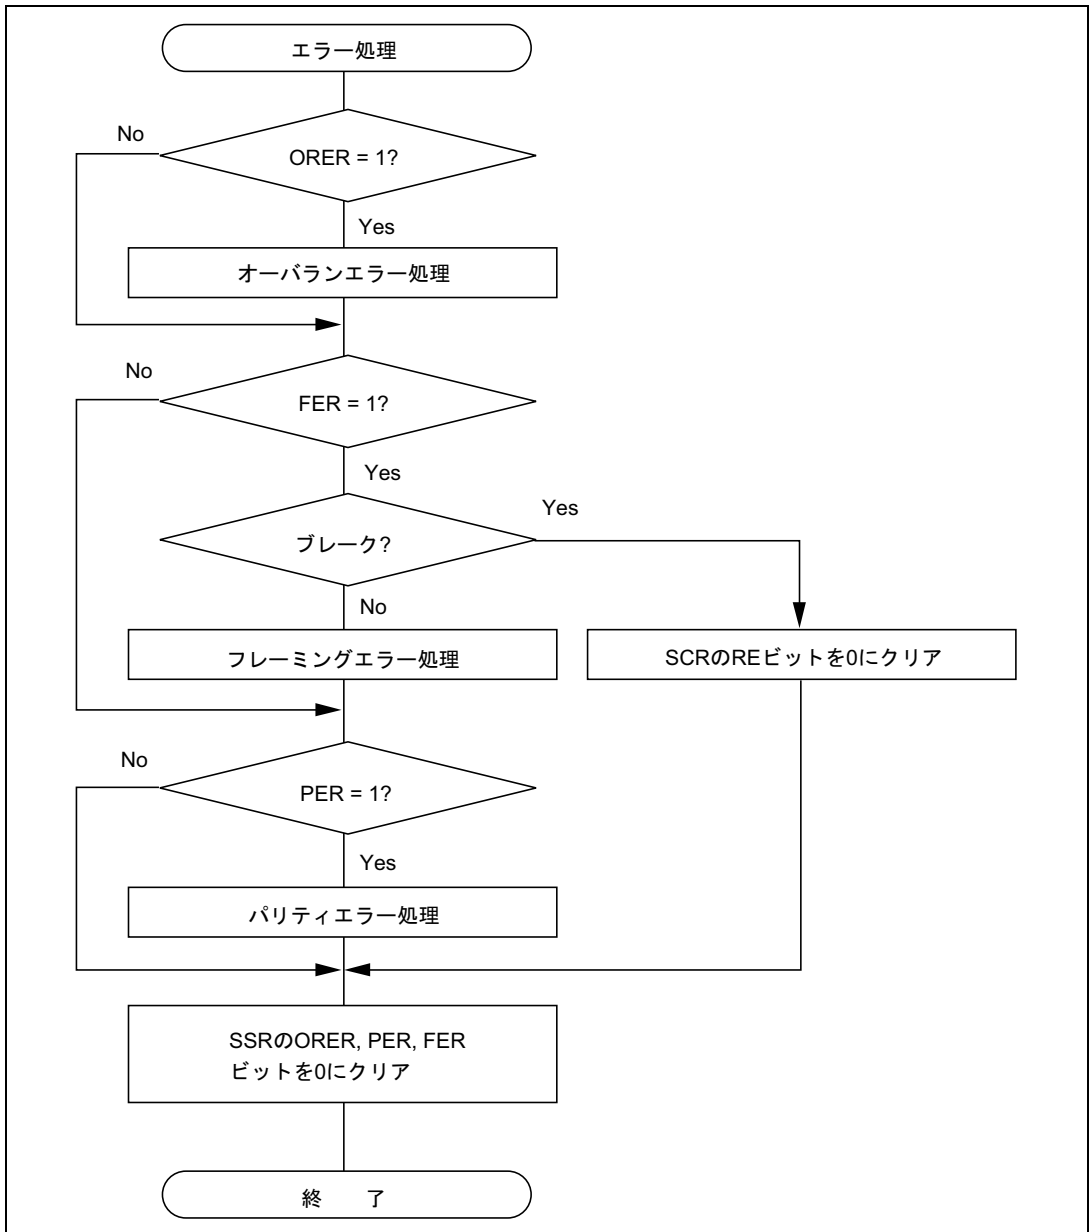 エラー処理
No
ORER = 1?
Yes
オーバランエラー処理
No
FER = 1?
Yes
Yes
ブレーク?
No
フレーミングエラー処理
SCRのREビットを0にクリア
No
PER = 1?
Yes
パリティエラー処理
SSRのORER, PER, FER
ビットを0にクリア
終　了